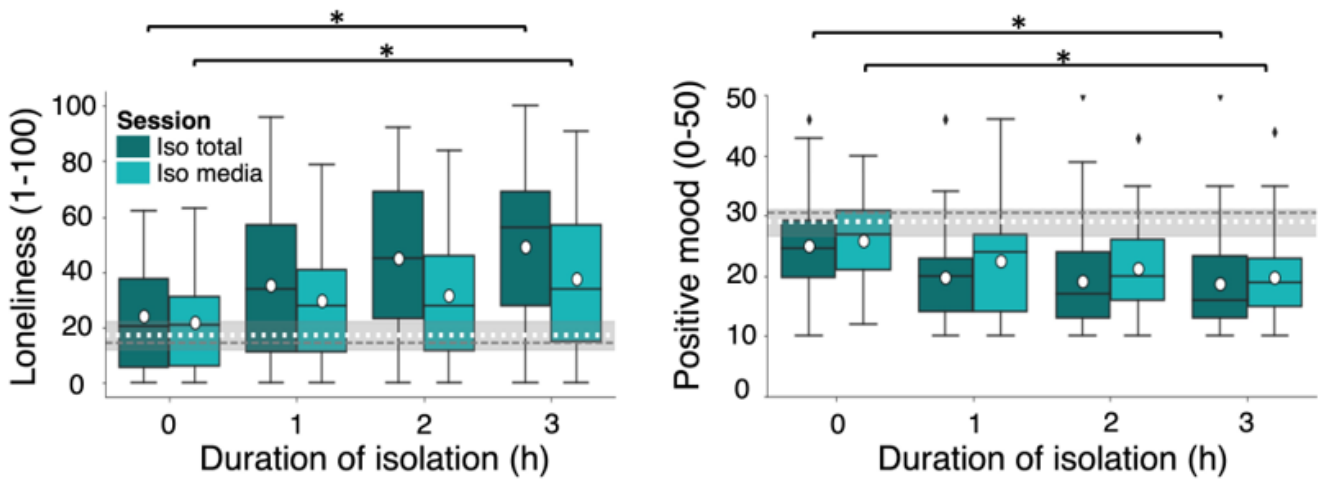 *
*
Loneliness (1-100)
100
80
60
40
20
0
Session
Iso total
Iso media
0 1 2 3
Duration of isolation (h)
*
*
Positive mood (0-50)
50
40
30
20
10
0
0 1 2 3
Duration of isolation (h)